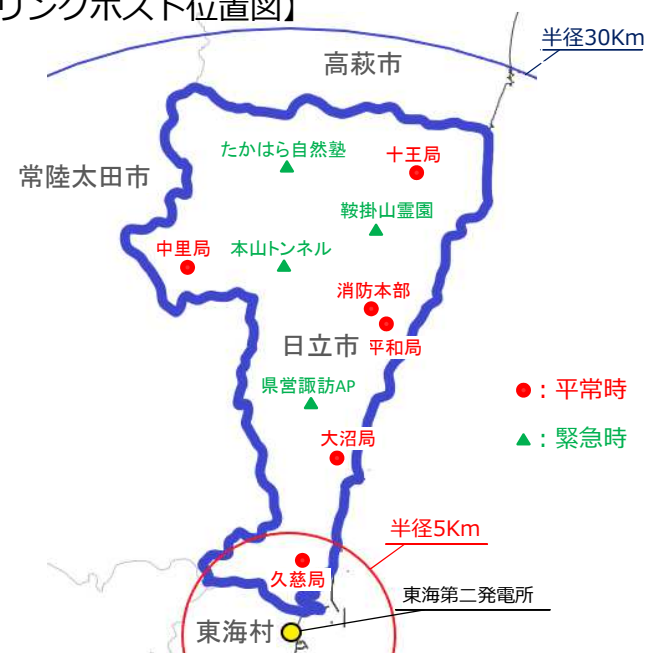 リングポスト位置図】
半径30Km
高萩市
たかはら自然塾
十王局
常陸太田市
鞍掛山霊園
中里局
本山トンネル
消防本部
日立市
平和局
県営諏訪AP
●：平常時
▲：緊急時
大沼局
半径5Km
久慈局
東海第二発電所
東海村